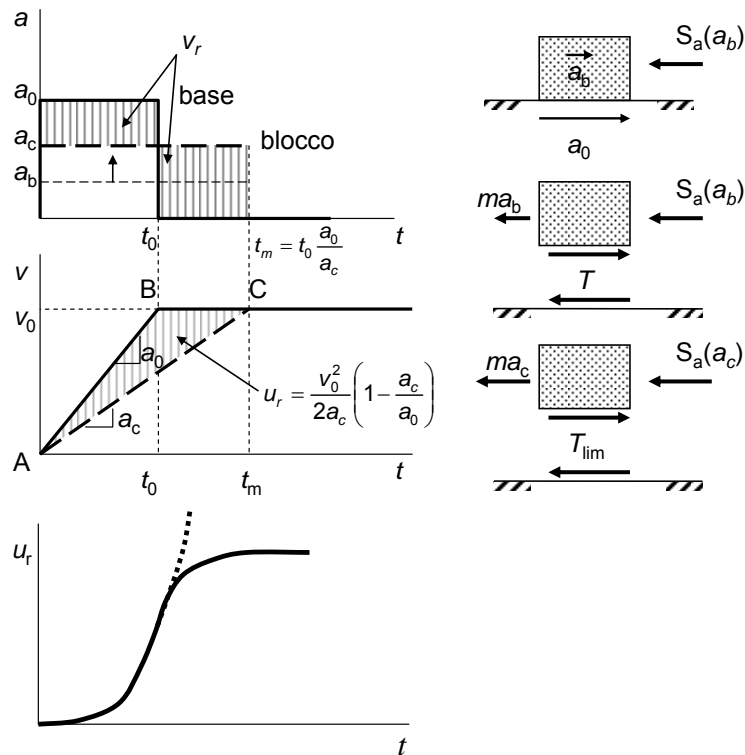 a
v_r
a_0
base
a_c
blocco
a_b
t_0
t_m = t_0 a_0/a_c
t
v
B
C
v_0
a_0
u_r = v_0^2/2a_c (1 - a_c/a_0)
a_c
A
t_0
t_m
t
u_r
t
S_a(a_b)
a_b
a_0
ma_b
S_a(a_b)
T
ma_c
S_a(a_c)
T_lim